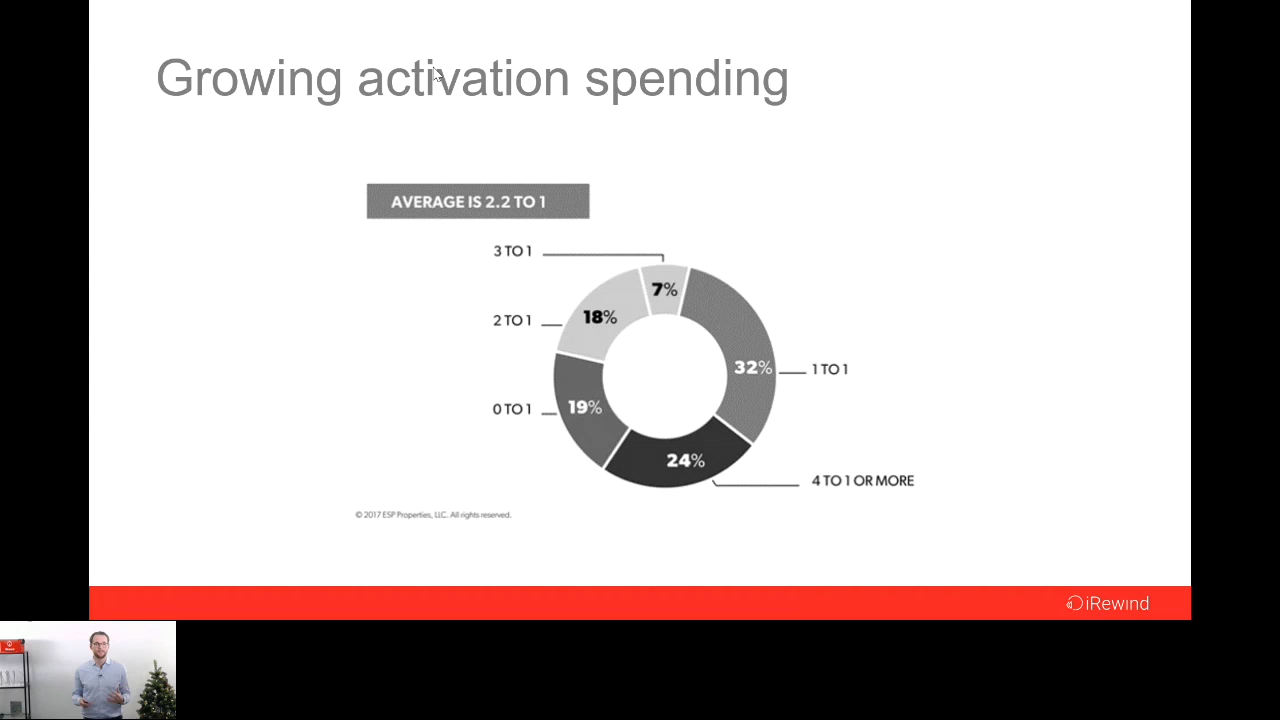 Growing activation spending
AVERAGE IS 2.2 TO 1
3 TO 1
7%
18%
2 TO 1
32%
1 TO 1
0 TO 1
19%
24%
4 TO 1 OR MORE
© 2017 ESP Properties, LLC. All rights reserved.
iRewind